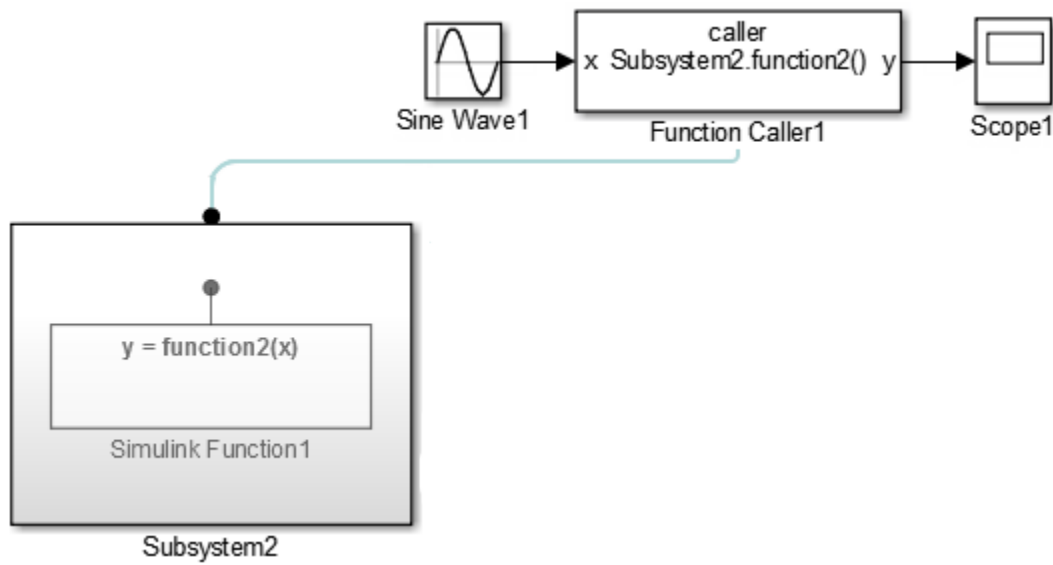 caller
x Subsystem2.function2() y
Sine Wave1
Function Caller1
Scope1
y = function2(x)
Simulink Function1
Subsystem2